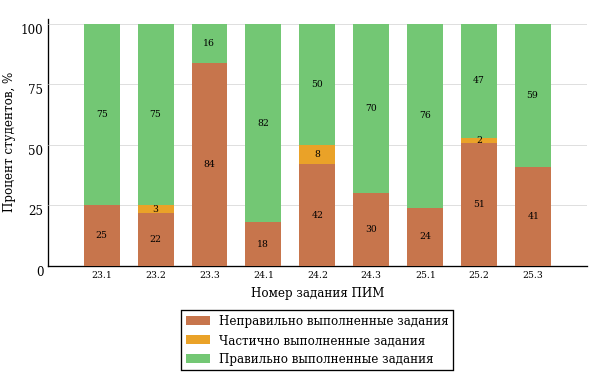 Процент студентов, %
100
75
50
25
0
75 75 16 82 50 70 76 47 59
3 8 2
25 22 84 18 42 30 24 51 41
23.1 23.2 23.3 24.1 24.2 24.3 25.1 25.2 25.3
Номер задания ПИМ
Неправильно выполненные задания
Частично выполненные задания
Правильно выполненные задания